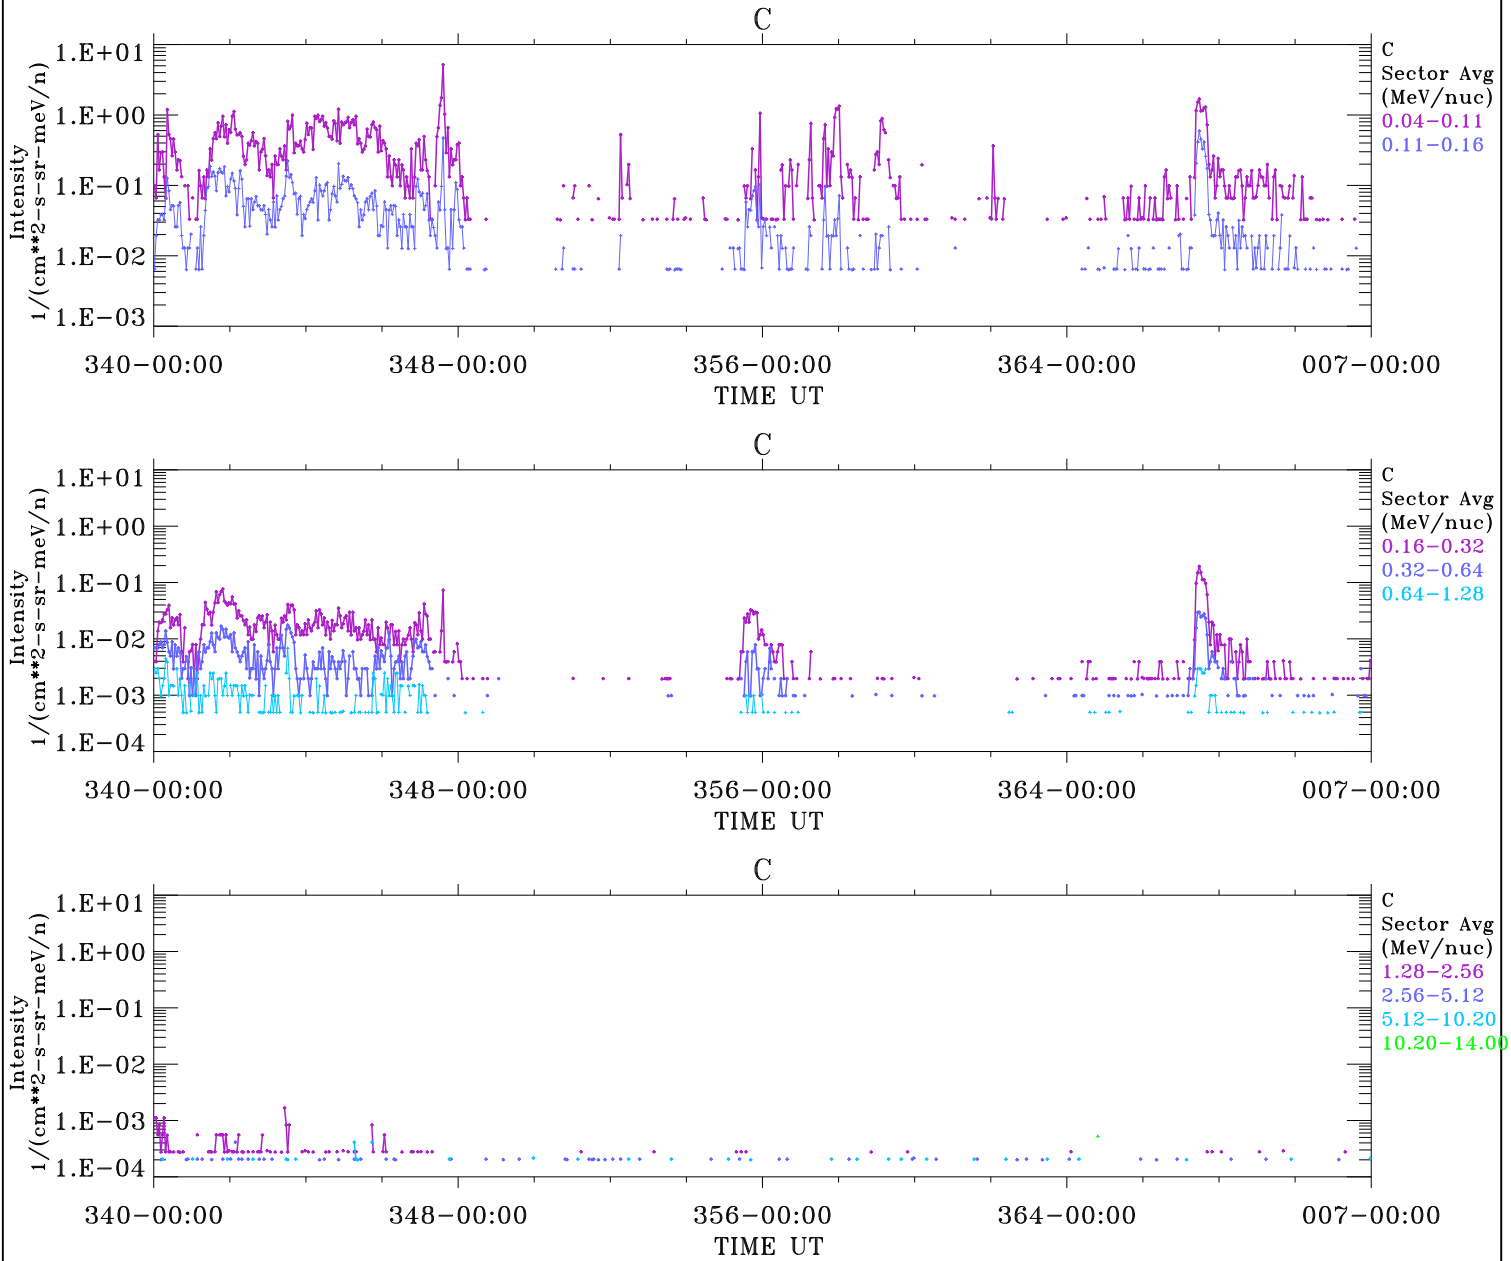 C
1.E+01
1.E+00
1.E−01
1.E−02
1.E−03
Intensity
1/(cm**2−s−sr−meV/n)
340−00:00
348−00:00
356−00:00
364−00:00
007−00:00
TIME UT
C
Sector Avg
(MeV/nuc)
0.04−0.11
0.11−0.16
C
1.E+01
1.E+00
1.E−01
1.E−02
1.E−03
1.E−04
Intensity
1/(cm**2−s−sr−meV/n)
340−00:00
348−00:00
356−00:00
364−00:00
007−00:00
TIME UT
C
Sector Avg
(MeV/nuc)
0.16−0.32
0.32−0.64
0.64−1.28
C
1.E+01
1.E+00
1.E−01
1.E−02
1.E−03
1.E−04
Intensity
1/(cm**2−s−sr−meV/n)
340−00:00
348−00:00
356−00:00
364−00:00
007−00:00
TIME UT
C
Sector Avg
(MeV/nuc)
1.28−2.56
2.56−5.12
5.12−10.20
10.20−14.00